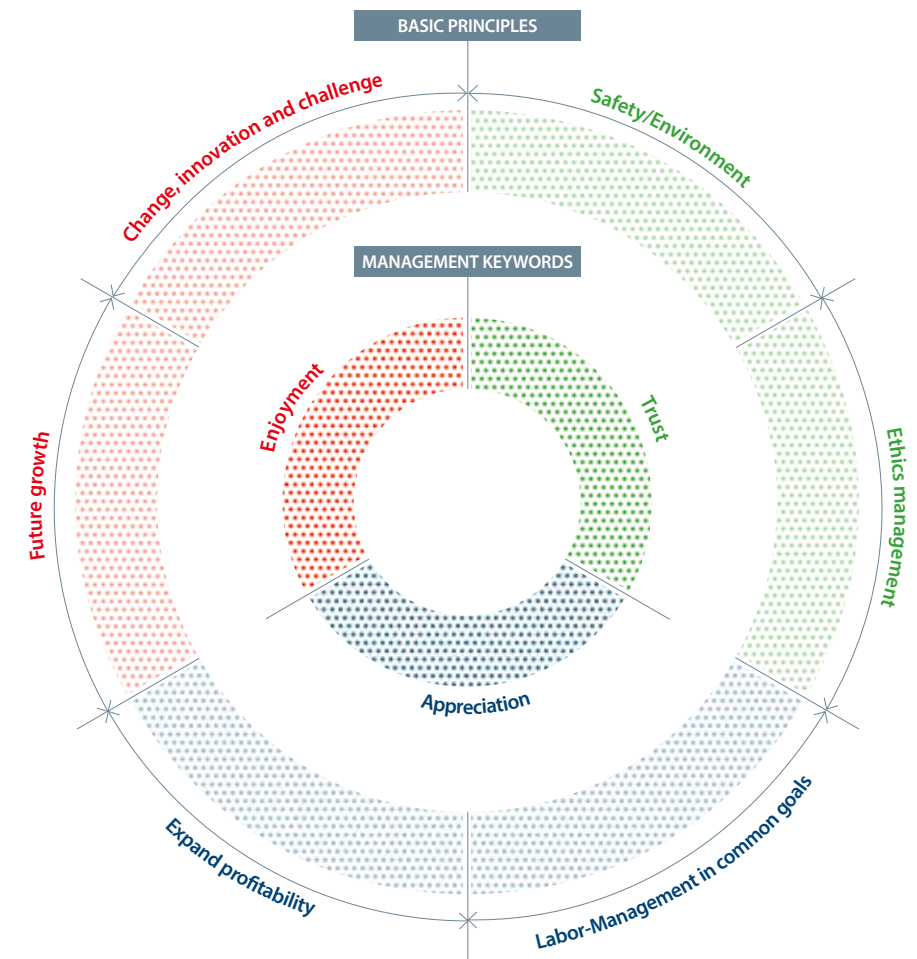 BASIC PRINCIPLES
Change, innovation and challenge
Safety/Environment
MANAGEMENT KEYWORDS
Enjoyment
Trust
Future growth
Ethics management
Appreciation
Expand profitability
Labor-Management in common goals